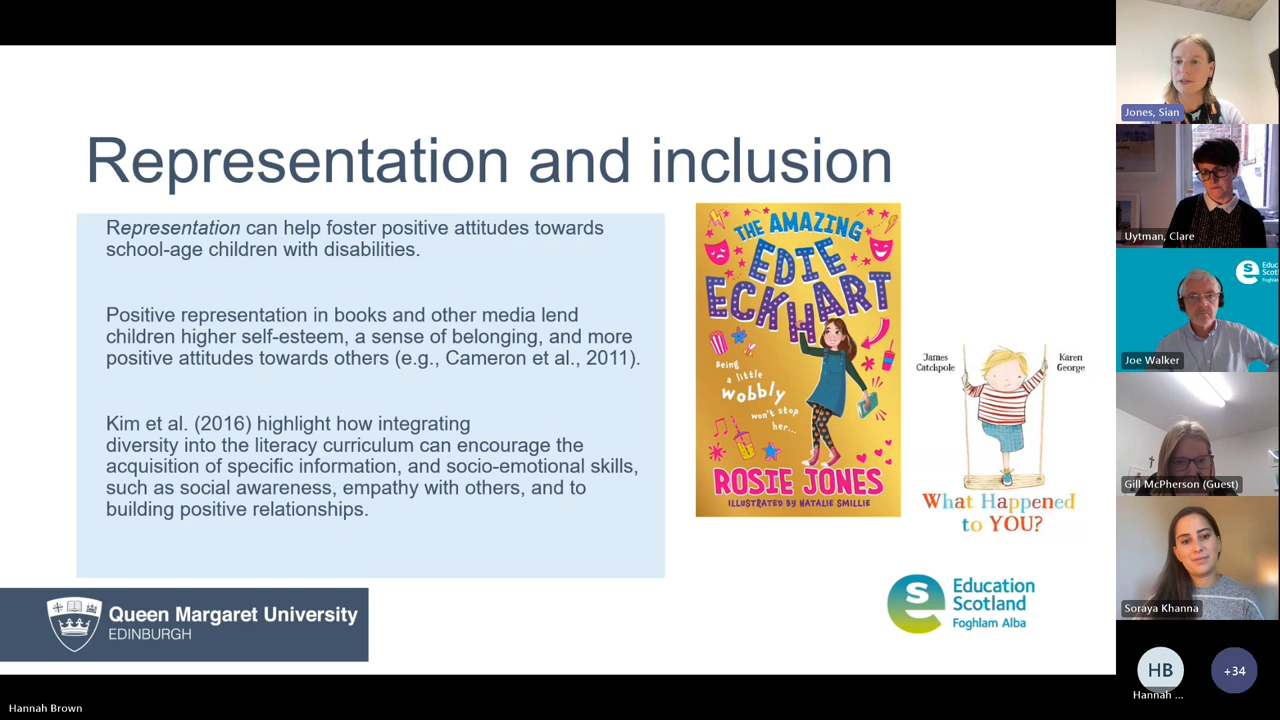 Representation and inclusion
Representation can help foster positive attitudes towards
school-age children with disabilities.
Positive representation in books and other media lend
children higher self-esteem, a sense of belonging, and more
positive attitudes towards others (e.g., Cameron et al., 2011).
Kim et al. (2016) highlight how integrating
diversity into the literacy curriculum can encourage the
acquisition of specific information, and socio-emotional skills,
such as social awareness, empathy with others, and to
building positive relationships.
THE AMAZING
EDIE
ECKHART
Being
a little
wobbly
won't stop
her...
ROSIE JONES
ILLUSTRATED BY NATALIE SMILLIE
James
Catchpole
Karen
George
What Happened
to YOU?
Queen Margaret University
EDINBURGH
Education
Scotland
Foghlam Alba
Jones, Sian
Uytman, Clare
Joe Walker
Gill McPherson (Guest)
Soraya Khanna
HB
Hannah ...
+34
Hannah Brown